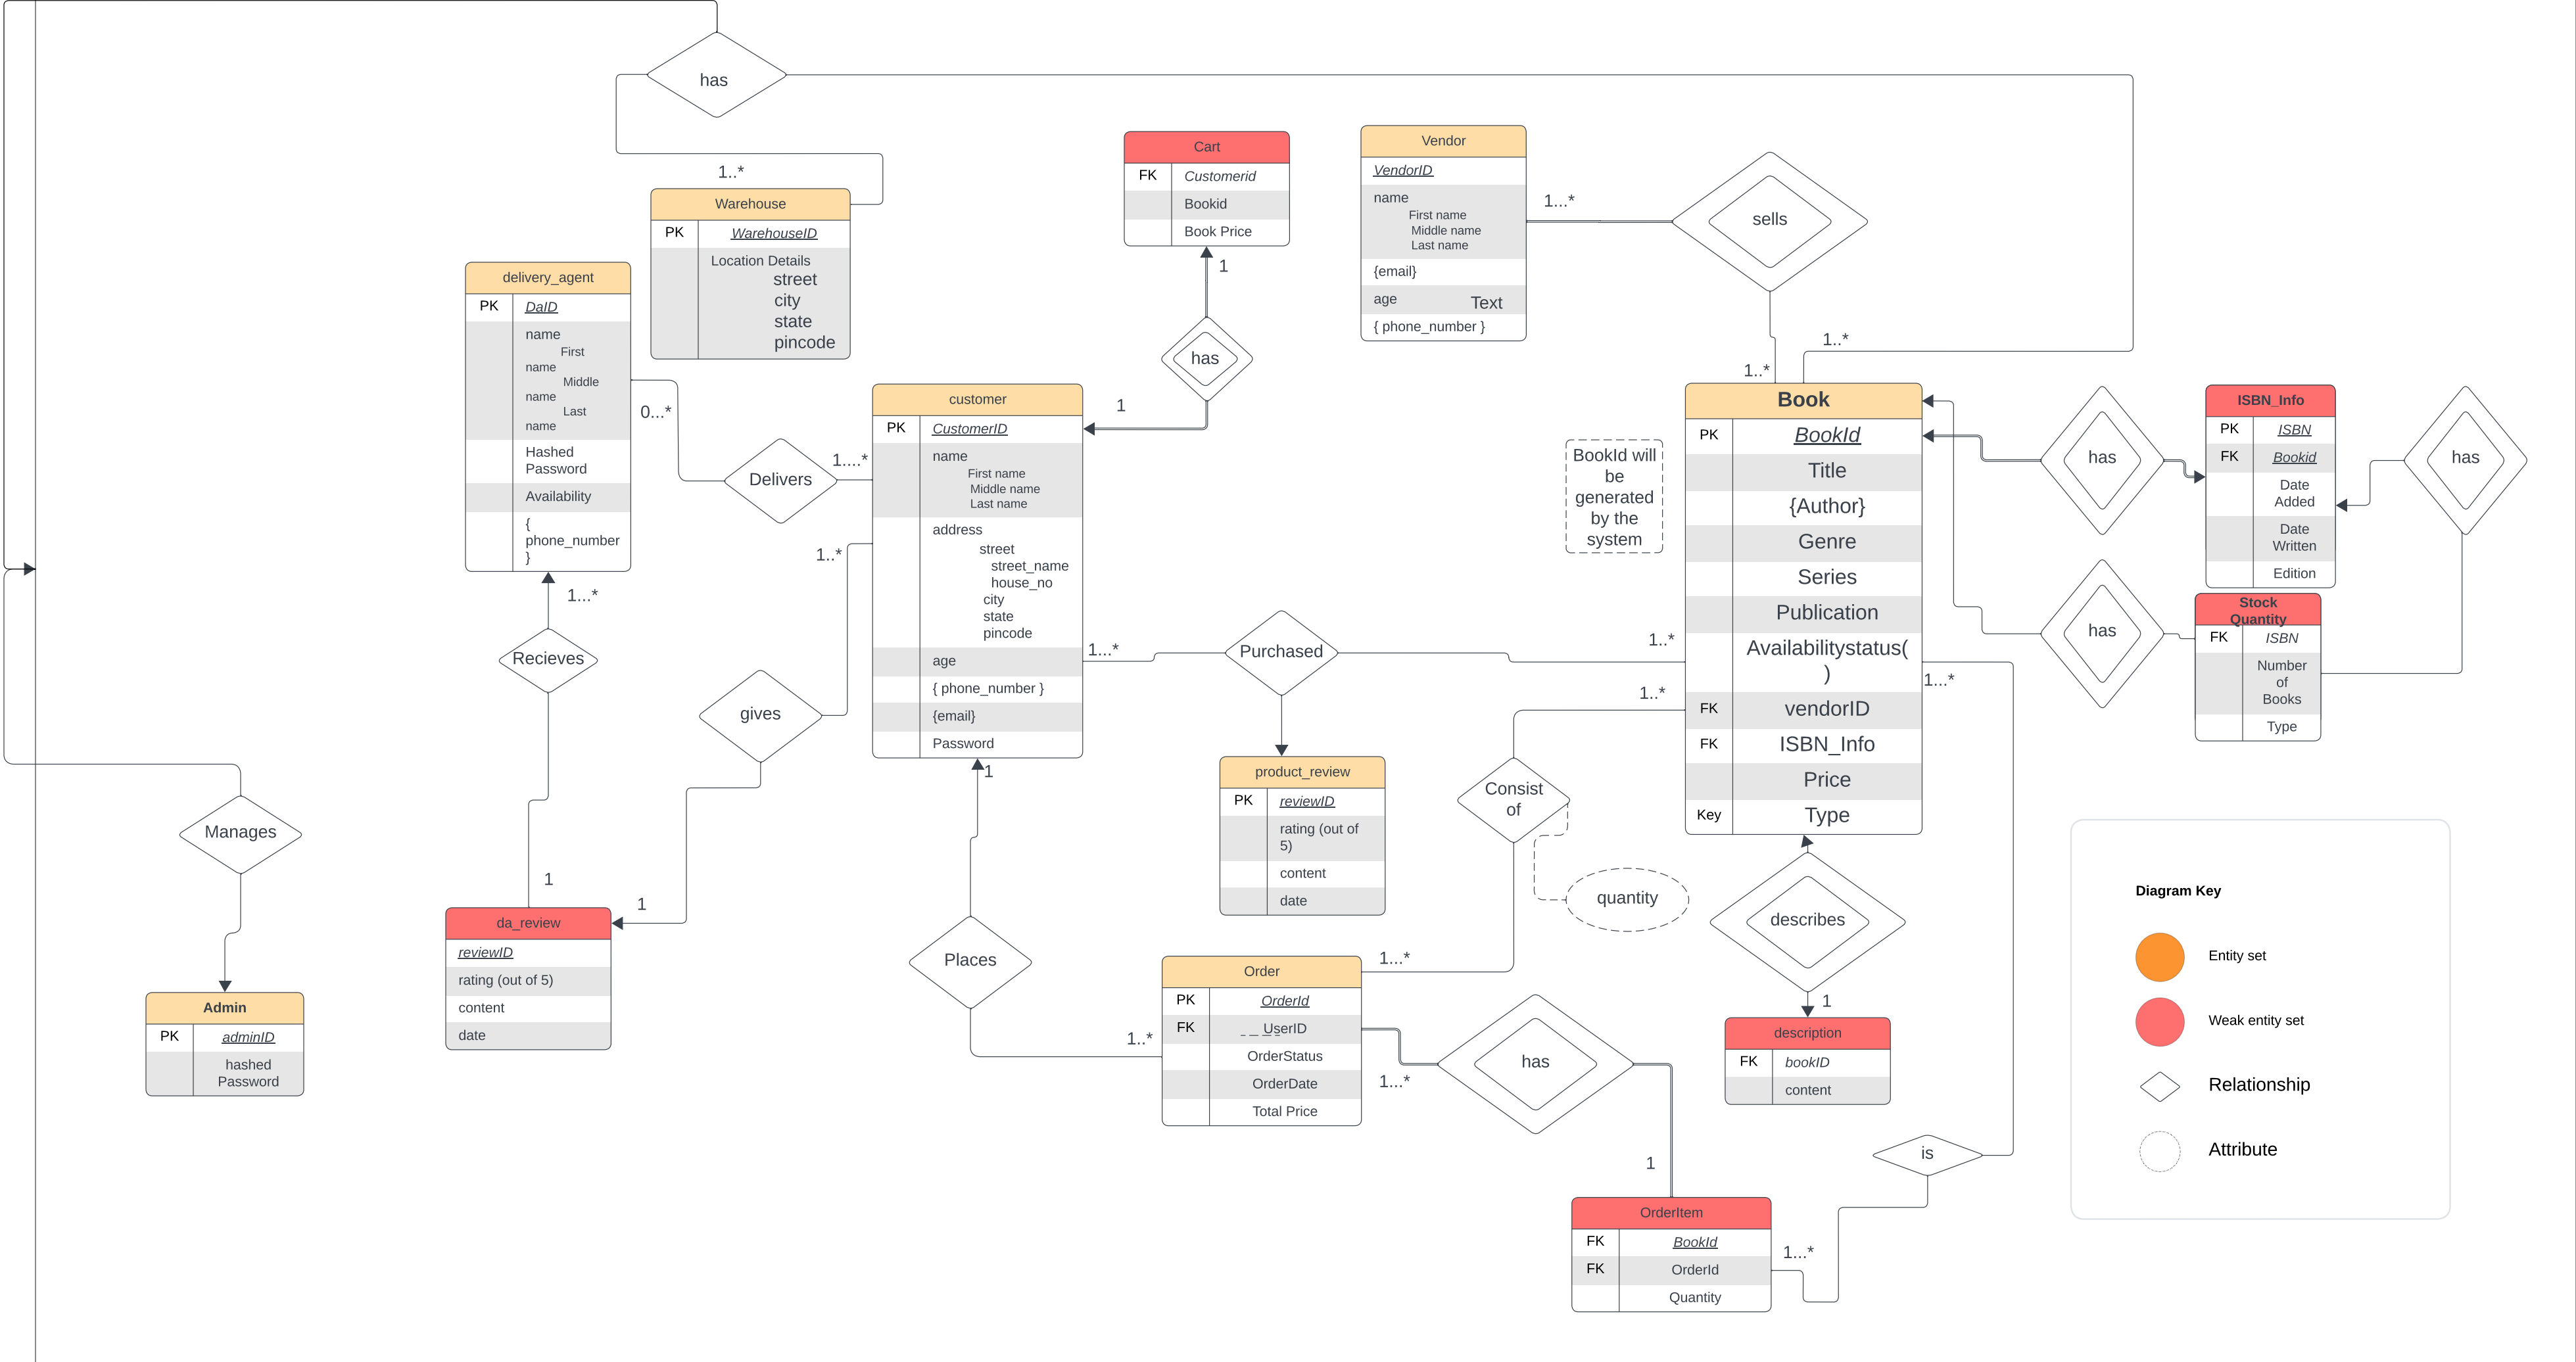 has
1..*
Warehouse
PK
WarehouseID
Location Details
street
city
state
pincode
delivery_agent
PK
DaID
name
First
name
Middle
name
Last
name
Hashed
Password
Availability
{
phone_number
}
0...*
Delivers
1....*
1...*
Recieves
1
gives
1..*
1
da_review
reviewID
rating (out of 5)
content
date
Manages
Admin
PK
adminID
hashed
Password
Cart
FK
Customerid
Bookid
Book Price
1
has
1
customer
PK
CustomerID
name
First name
Middle name
Last name
address
street
street_name
house_no
city
state
pincode
age
{ phone_number }
{email}
Password
1
Places
1..*
1...*
Purchased
1..*
product_review
PK
reviewID
rating (out of
5)
content
date
Vendor
VendorID
name
First name
Middle name
Last name
{email}
age
Text
{ phone_number }
1...*
sells
1..*
1..*
BookId will
be
generated
by the
system
Book
PK
BookId
Title
{Author}
Genre
Series
Publication
Availabilitystatus(
)
FK
vendorID
FK
ISBN_Info
Price
Key
Type
1..*
1...*
Consist
of
quantity
1...*
Order
PK
OrderId
FK
_ _ _ UserID
OrderStatus
OrderDate
Total Price
1...*
has
1
describes
1
description
FK
bookID
content
is
OrderItem
FK
BookId
FK
OrderId
Quantity
1...*
has
ISBN_Info
PK
ISBN
FK
Bookid
Date
Added
Date
Written
Edition
has
has
Stock
Quantity
FK
ISBN
Number
of
Books
Type
Diagram Key
Entity set
Weak entity set
Relationship
Attribute